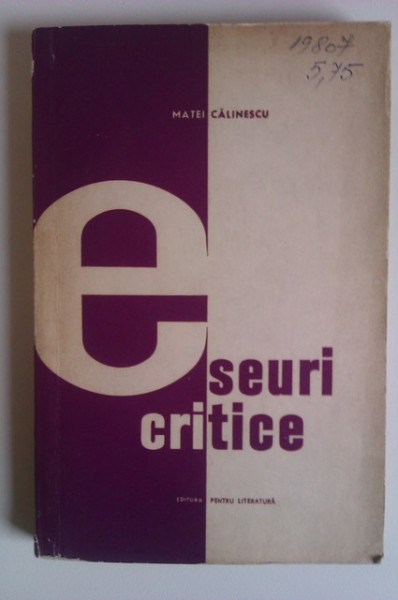 19807
5,75
MATEI CĂLINESCU
eseuri
critice
EDITURA PENTRU LITERATURĂ